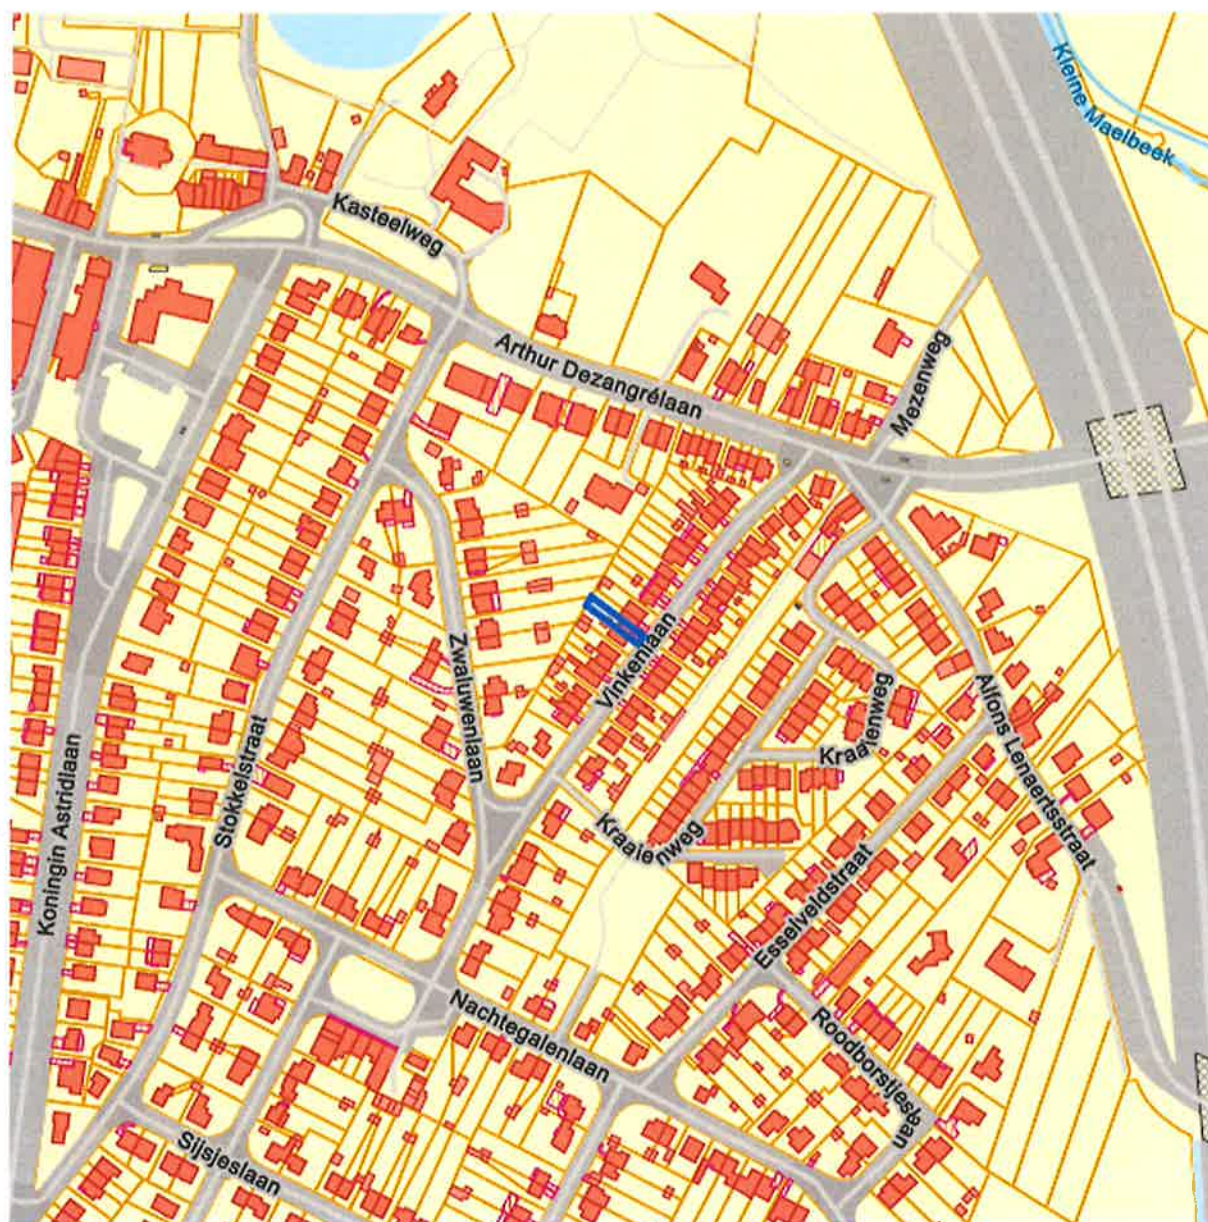 Kleine Maelbeek
Kasteelweg
Arthur Dezangrélaan
Mezenweg
Vinkenlaan
Zwaluwenlaan
Kraaienweg
Alfons Lenaertsstraat
Kraaienweg
Stokkelstraat
Koningin Astridlaan
Kraaienweg
Esselveldstraat
Nachtegalenlaan
Roodborstjeslaan
Sijsjeslaan